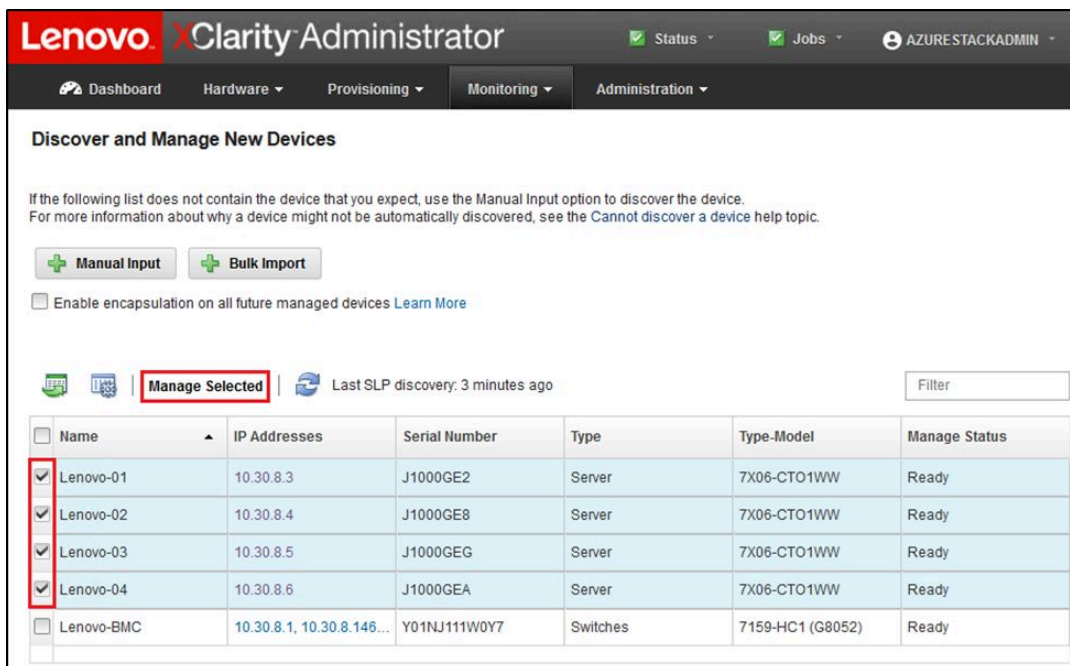 Lenovo. XClarity Administrator Status Jobs AZURESTACKADMIN
Dashboard Hardware Provisioning Monitoring Administration
Discover and Manage New Devices
If the following list does not contain the device that you expect, use the Manual Input option to discover the device.
For more information about why a device might not be automatically discovered, see the Cannot discover a device help topic.
Manual Input Bulk Import
Enable encapsulation on all future managed devices Learn More
Manage Selected Last SLP discovery: 3 minutes ago Filter
Name IP Addresses Serial Number Type Type-Model Manage Status
Lenovo-01 10.30.8.3 J1000GE2 Server 7X06-CTO1WW Ready
Lenovo-02 10.30.8.4 J1000GE8 Server 7X06-CTO1WW Ready
Lenovo-03 10.30.8.5 J1000GEG Server 7X06-CTO1WW Ready
Lenovo-04 10.30.8.6 J1000GEA Server 7X06-CTO1WW Ready
Lenovo-BMC 10.30.8.1, 10.30.8.146... Y01NJ111W0Y7 Switches 7159-HC1 (G8052) Ready